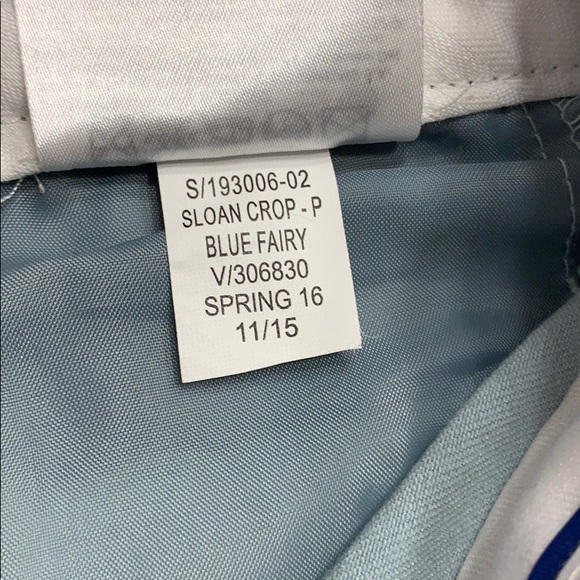 S/193006-02
SLOAN CROP - P
BLUE FAIRY
V/306830
SPRING 16
11/15